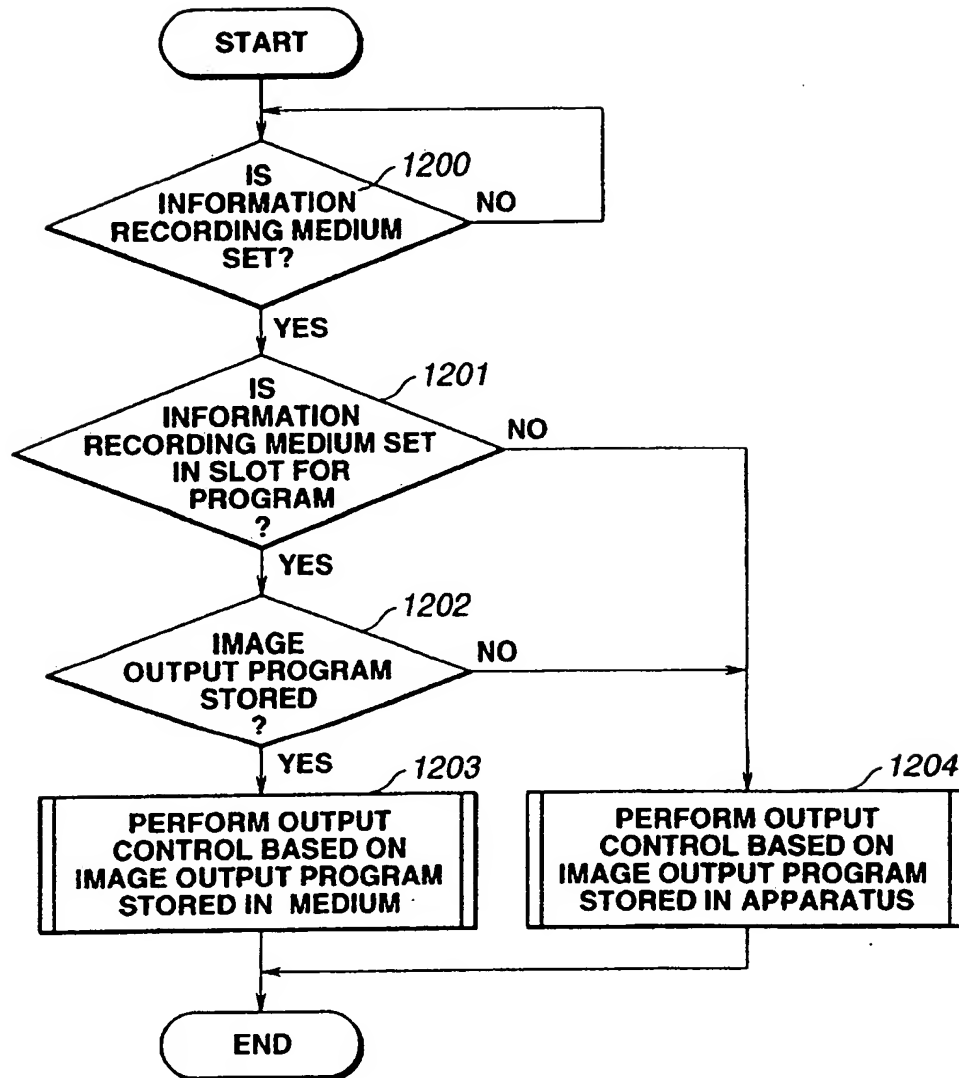 START
1200
IS
INFORMATION
RECORDING MEDIUM
SET?
NO
YES
1201
IS
INFORMATION
RECORDING MEDIUM SET
IN SLOT FOR
PROGRAM
?
NO
YES
1202
IMAGE
OUTPUT PROGRAM
STORED
?
NO
YES
1203
PERFORM OUTPUT
CONTROL BASED ON
IMAGE OUTPUT PROGRAM
STORED IN MEDIUM
1204
PERFORM OUTPUT
CONTROL BASED ON
IMAGE OUTPUT PROGRAM
STORED IN APPARATUS
END